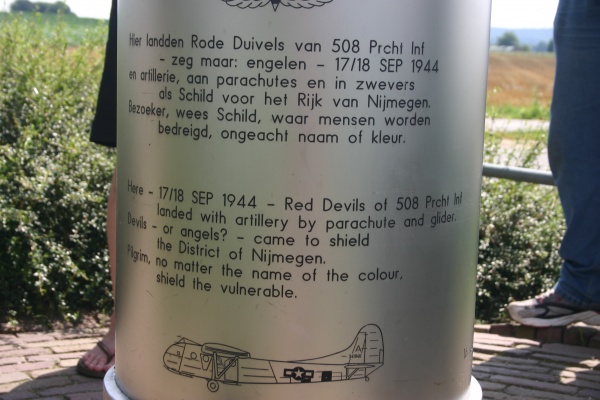 Hier landden Rode Duivels van 508 Prcht Inf
- zeg maar: engelen - 17/18 SEP 1944
en artillerie, aan parachutes en in zwevers
als Schild voor het Rijk van Nijmegen.
Bezoeker, wees Schild, waar mensen worden
bedreigd, ongeacht naam of kleur.
Here - 17/18 SEP 1944 - Red Devils of 508 Prcht Inf
landed with artillery by parachute and glider.
Devils - or angels? - came to shield
the District of Nijmegen.
Pilgrim, no matter the name of the colour,
shield the vulnerable.